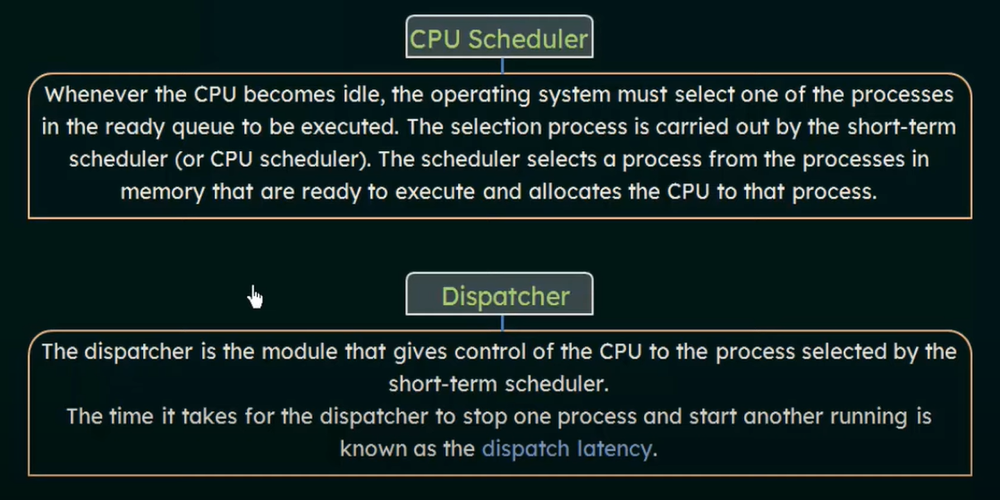 CPU Scheduler
Whenever the CPU becomes idle, the operating system must select one of the processes
in the ready queue to be executed. The selection process is carried out by the short-term
scheduler (or CPU scheduler). The scheduler selects a process from the processes in
memory that are ready to execute and allocates the CPU to that process.
Dispatcher
The dispatcher is the module that gives control of the CPU to the process selected by the
short-term scheduler.
The time it takes for the dispatcher to stop one process and start another running is
known as the dispatch latency.